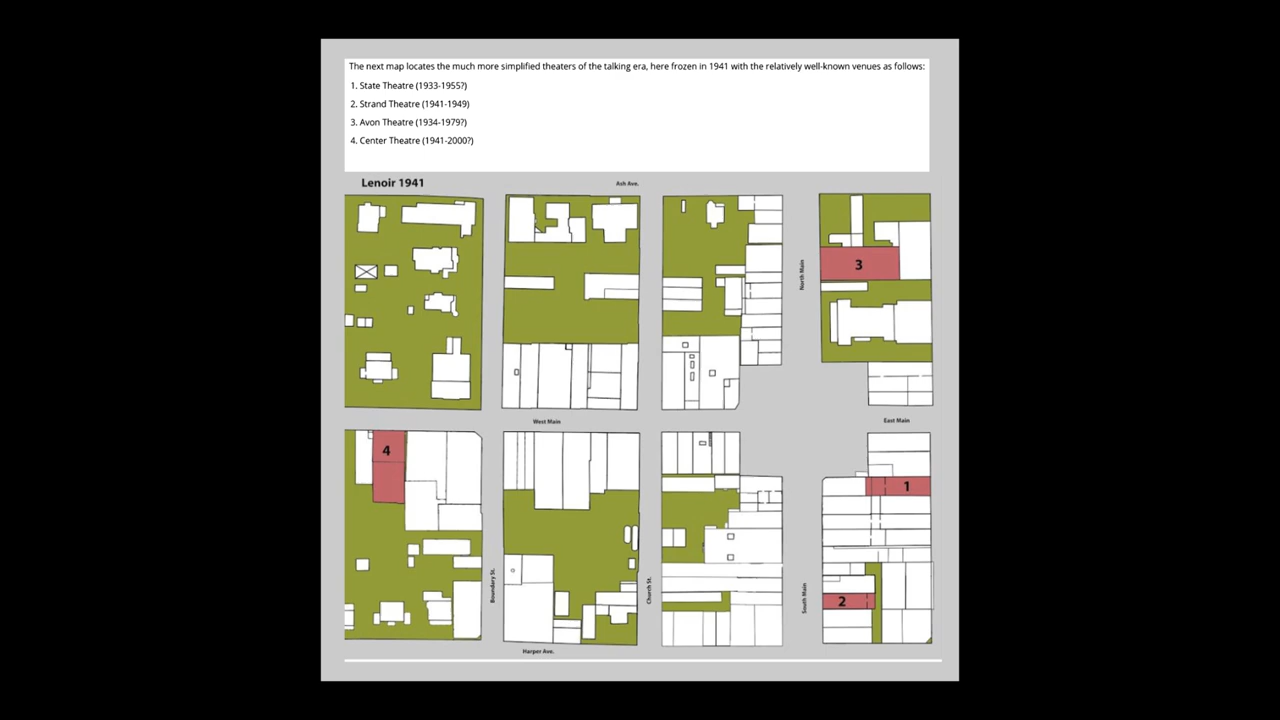 The next map locates the much more simplified theaters of the talking era, here frozen in 1941 with the relatively well-known venues as follows:
1. State Theatre (1933-1955?)
2. Strand Theatre (1941-1949)
3. Avon Theatre (1934-1979?)
4. Center Theatre (1941-2000?)
Lenoir 1941
Ash Ave.
North Main
3
West Main
East Main
4
1
Boundary St.
Church St.
South Main
2
Harper Ave.